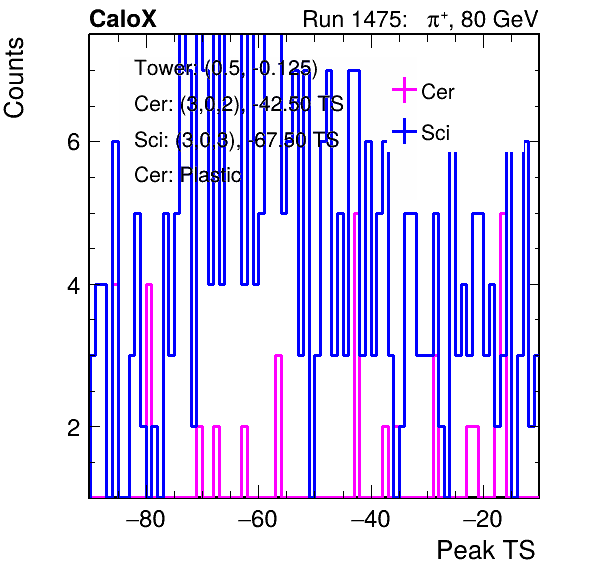 CaloX Run 1475: π⁺, 80 GeV
Counts
Tower: (0.5, -0.125)
Cer: (3,0,2), -42.50 TS
Sci: (3,0,3), -67.50 TS
Cer: Plastic
Cer
Sci
6
4
2
−80 −60 −40 −20
Peak TS